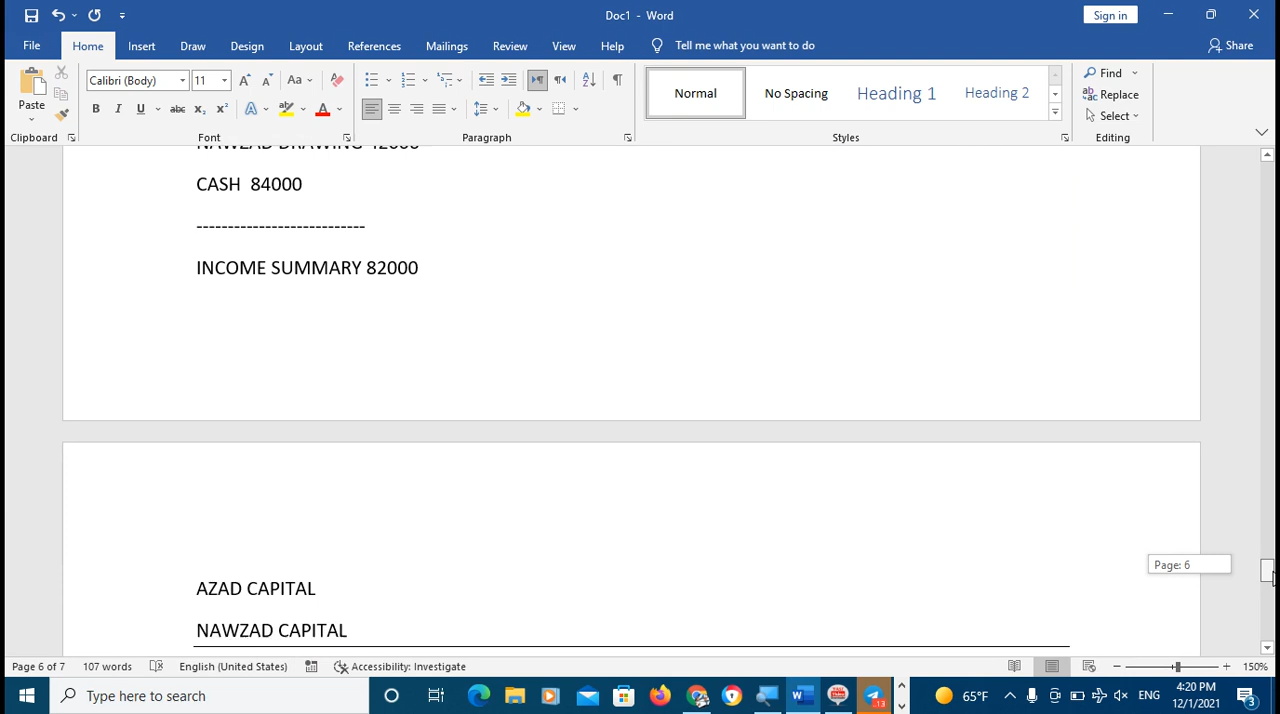 Doc1 - Word
Sign in
File Home Insert Draw Design Layout References Mailings Review View Help Tell me what you want to do Share
Paste
Calibri (Body) 11
Normal No Spacing Heading 1 Heading 2
Find
Replace
Select
Clipboard Font Paragraph Styles Editing
NAWZAD DRAWING 42000
CASH 84000
---------------------------
INCOME SUMMARY 82000
Page: 6
AZAD CAPITAL
NAWZAD CAPITAL
Page 6 of 7 107 words English (United States) Accessibility: Investigate 150%
Type here to search
65°F ENG
4:20 PM
12/1/2021
3